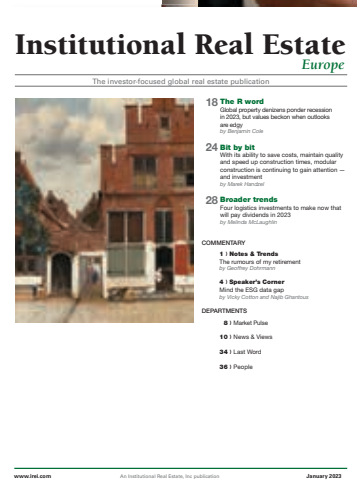 Institutional Real Estate
Europe
The investor-focused global real estate publication
18 The R word
Global property denizens ponder recession
in 2023, but values beckon when outlooks
are edgy
by Benjamin Cole
24 Bit by bit
With its ability to save costs, maintain quality
and speed up construction times, modular
construction is continuing to gain attention —
and investment
by Marek Handzel
28 Broader trends
Four logistics investments to make now that
will pay dividends in 2023
by Melinda McLaughlin
COMMENTARY
1 ) Notes & Trends
The rumours of my retirement
by Geoffrey Dohrmann
4 ) Speaker's Corner
Mind the ESG data gap
by Vicky Cotton and Najib Ghantous
DEPARTMENTS
8 ) Market Pulse
10 ) News & Views
34 ) Last Word
36 ) People
www.irei.com An Institutional Real Estate, Inc publication January 2023